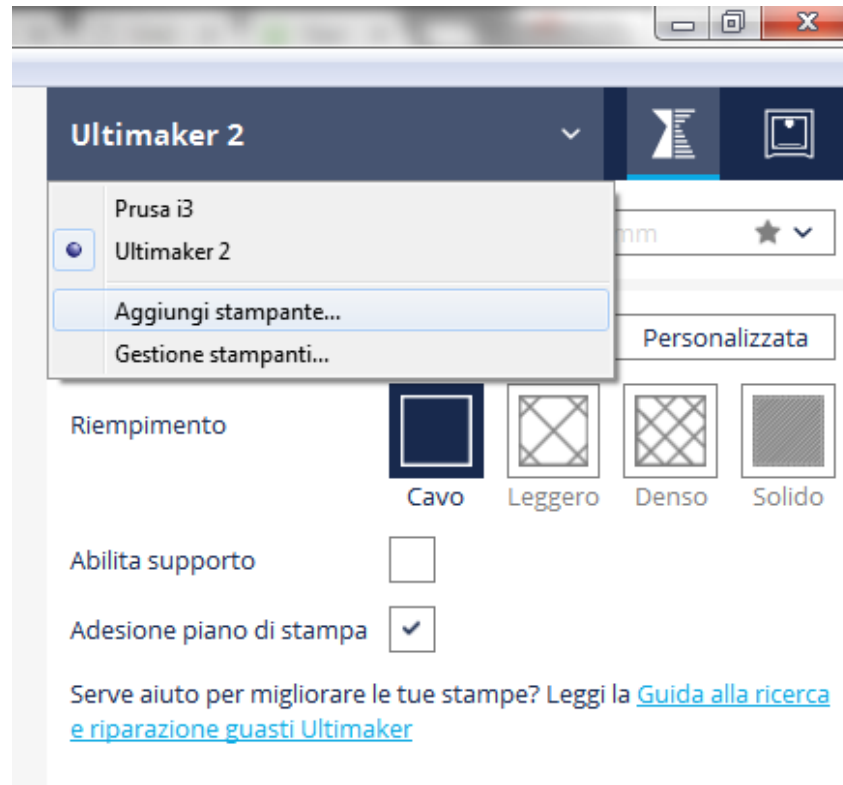 Ultimaker 2
Prusa i3
Ultimaker 2
mm
Aggiungi stampante...
Gestione stampanti...
Personalizzata
Riempimento
Cavo Leggero Denso Solido
Abilita supporto
Adesione piano di stampa
Serve aiuto per migliorare le tue stampe? Leggi la Guida alla ricerca
e riparazione guasti Ultimaker